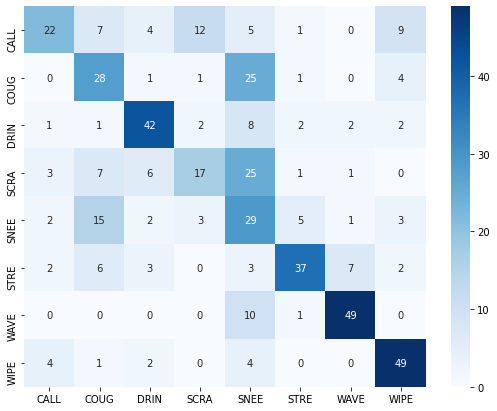 CALL 22 7 4 12 5 1 0 9
COUG 0 28 1 1 25 1 0 4
DRIN 1 1 42 2 8 2 2 2
SCRA 3 7 6 17 25 1 1 0
SNEE 2 15 2 3 29 5 1 3
STRE 2 6 3 0 3 37 7 2
WAVE 0 0 0 0 10 1 49 0
WIPE 4 1 2 0 4 0 0 49
CALL COUG DRIN SCRA SNEE STRE WAVE WIPE
40
30
20
10
0